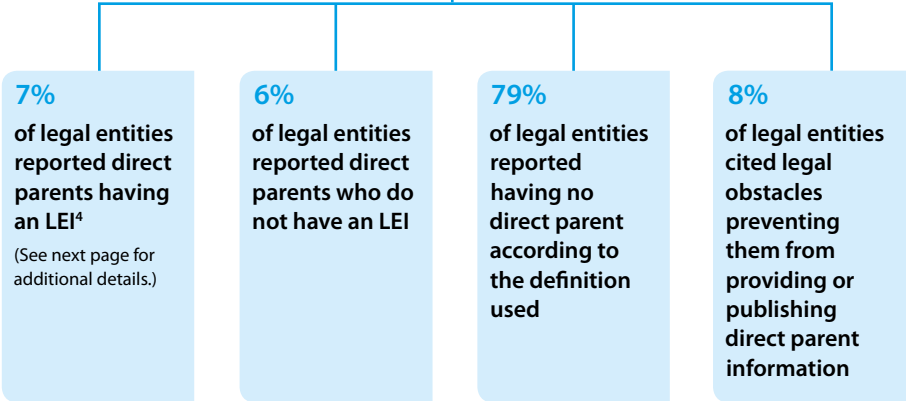 7%
of legal entities
reported direct
parents having
an LEI⁴
(See next page for
additional details.)
6%
of legal entities
reported direct
parents who do
not have an LEI
79%
of legal entities
reported
having no
direct parent
according to
the definition
used
8%
of legal entities
cited legal
obstacles
preventing
them from
providing or
publishing
direct parent
information